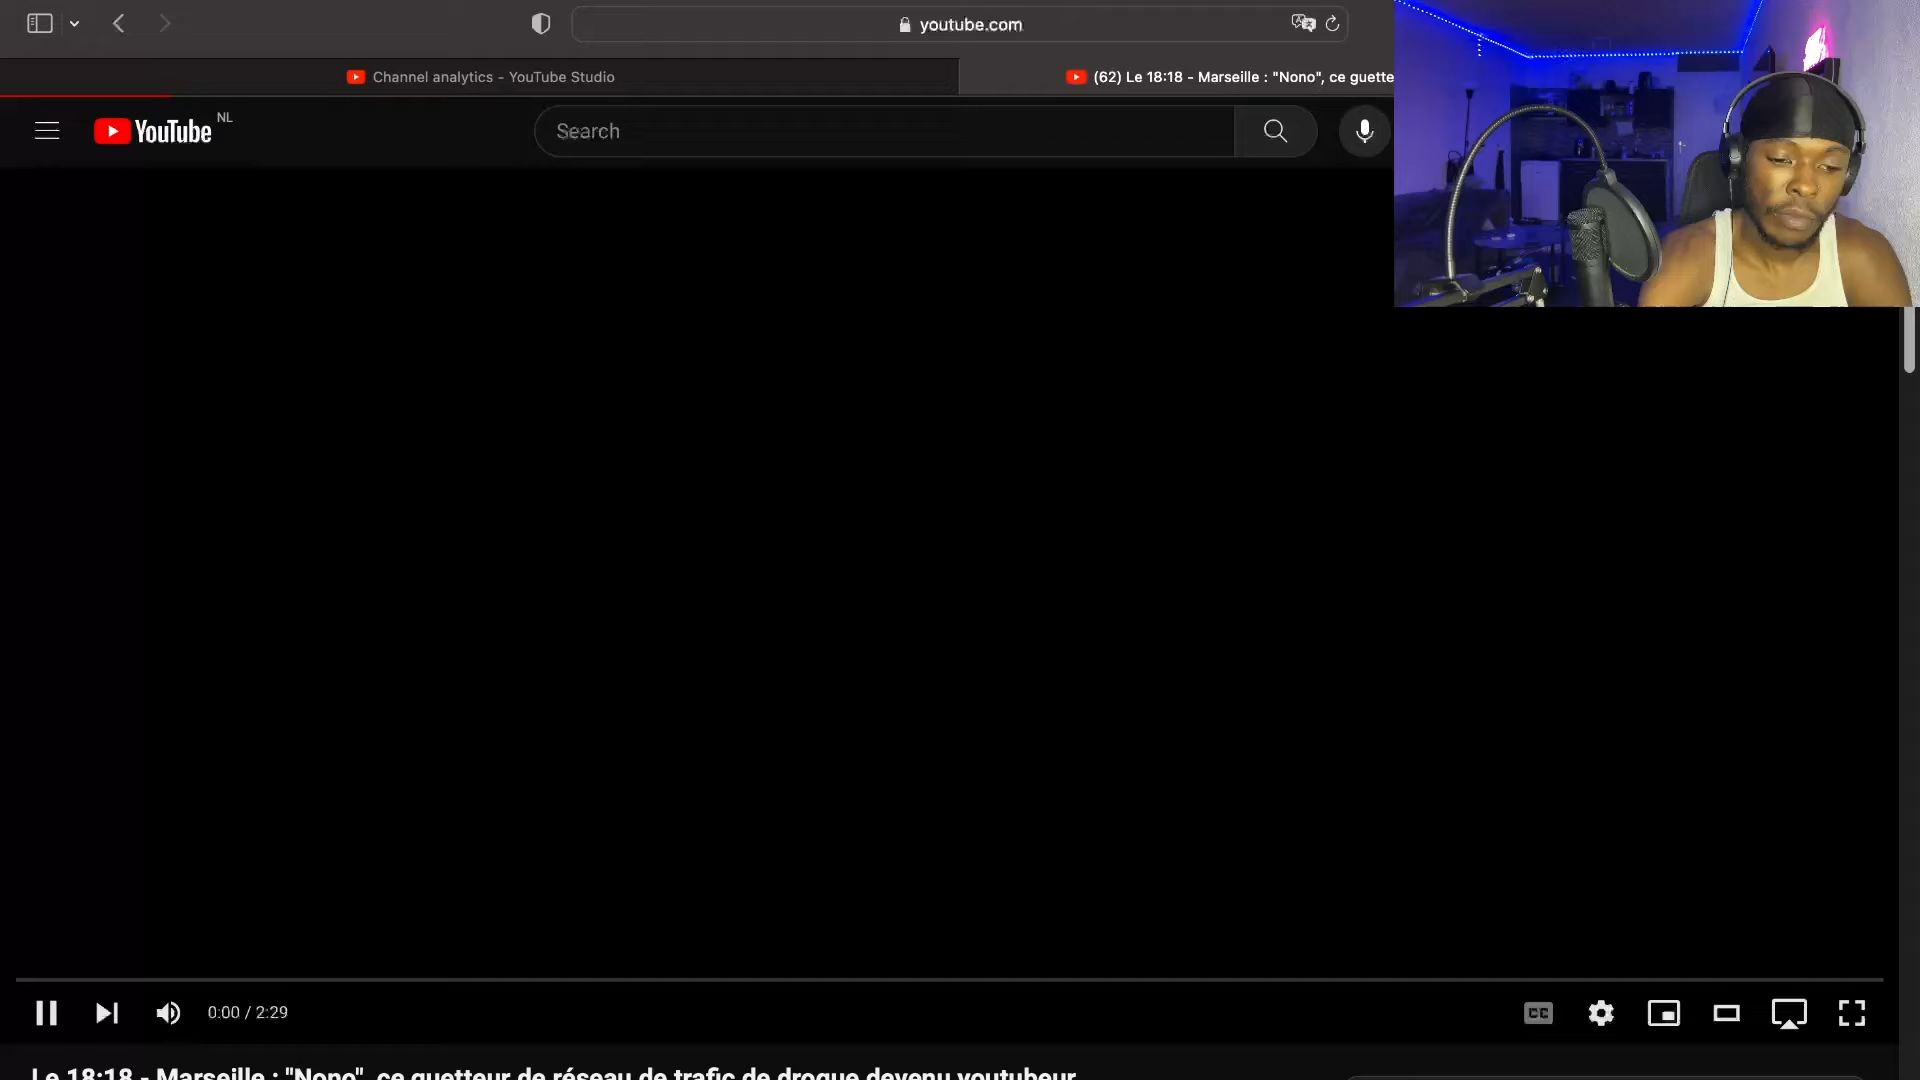 youtube.com
Channel analytics - YouTube Studio
(62) Le 18:18 - Marseille : "Nono", ce guette
YouTube NL
Search
0:00 / 2:29
CC
Le 18:18 - Marseille : "Nono", ce guetteur de réseau de trafic de drogue devenu youtubeur